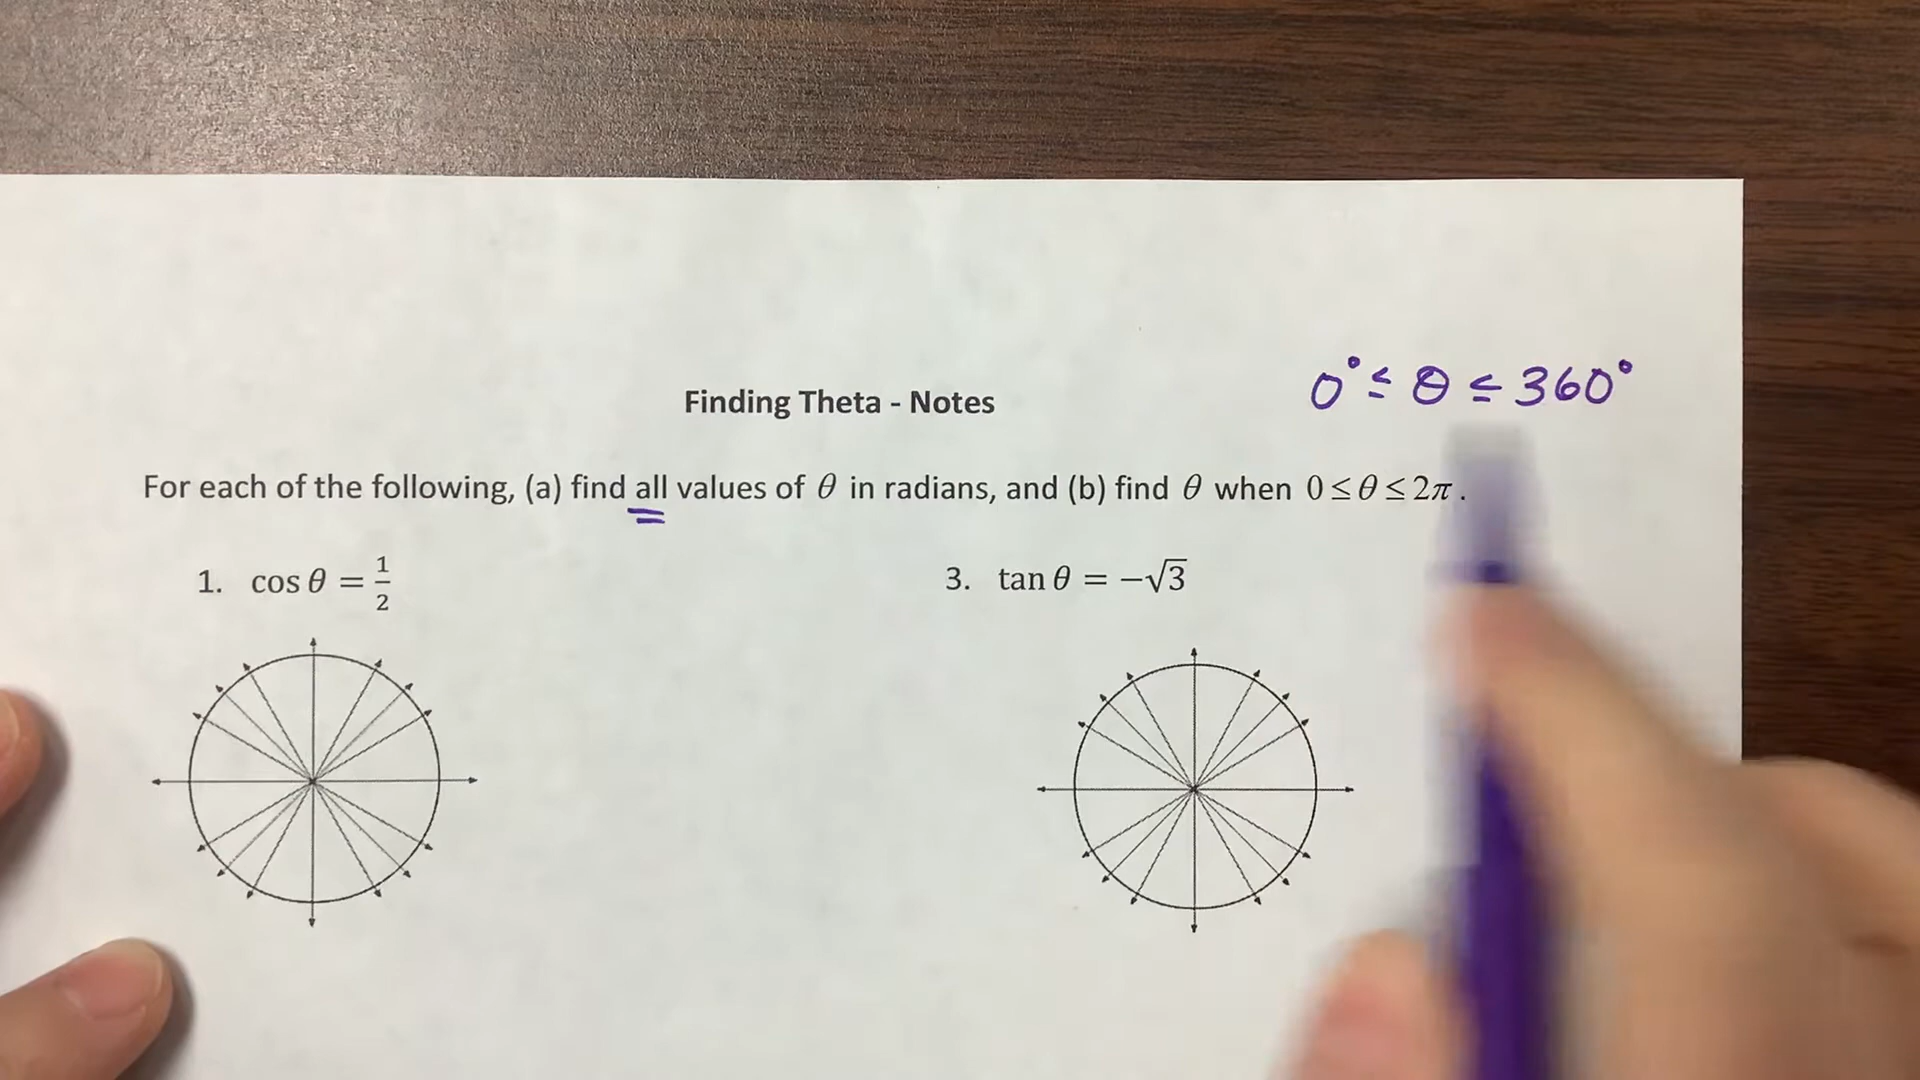 0° ≤ θ ≤ 360°
Finding Theta - Notes
For each of the following, (a) find all values of θ in radians, and (b) find θ when 0 ≤ θ ≤ 2π.
1. cos θ = 1/2
3. tan θ = −√3